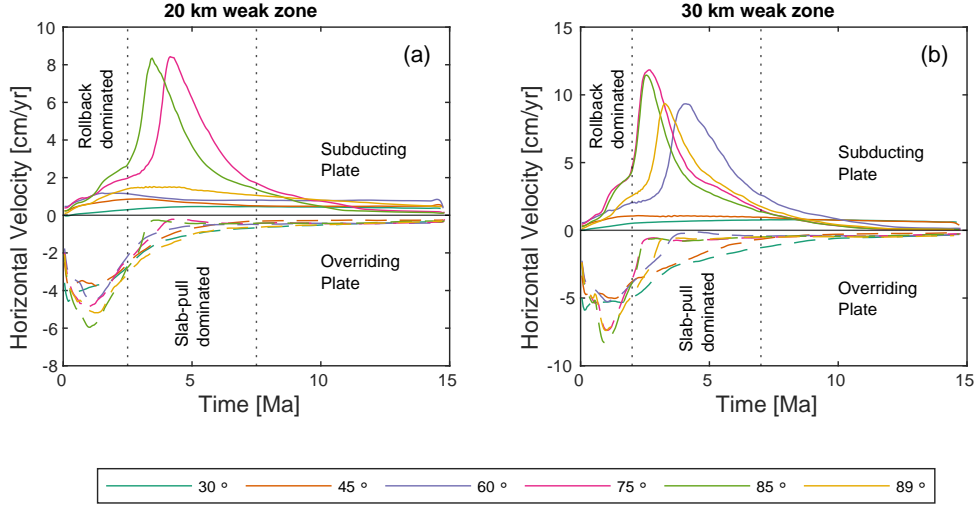 20 km weak zone
(a)
Horizontal Velocity [cm/yr]
10
8
6
4
2
0
-2
-4
-6
-8
Rollback
dominated
Subducting
Plate
Slab-pull
dominated
Overriding
Plate
0
5
10
15
Time [Ma]
30 km weak zone
(b)
Horizontal Velocity [cm/yr]
15
10
5
0
-5
-10
Rollback
dominated
Subducting
Plate
Slab-pull
dominated
Overriding
Plate
0
5
10
15
Time [Ma]
30 º
45 º
60 º
75 º
85 º
89 º